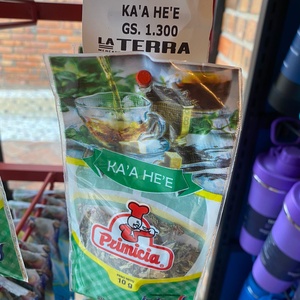 KA'A HE'E
GS. 1.300
LA TERRA
KA'A HE'E
Primicia
10 g